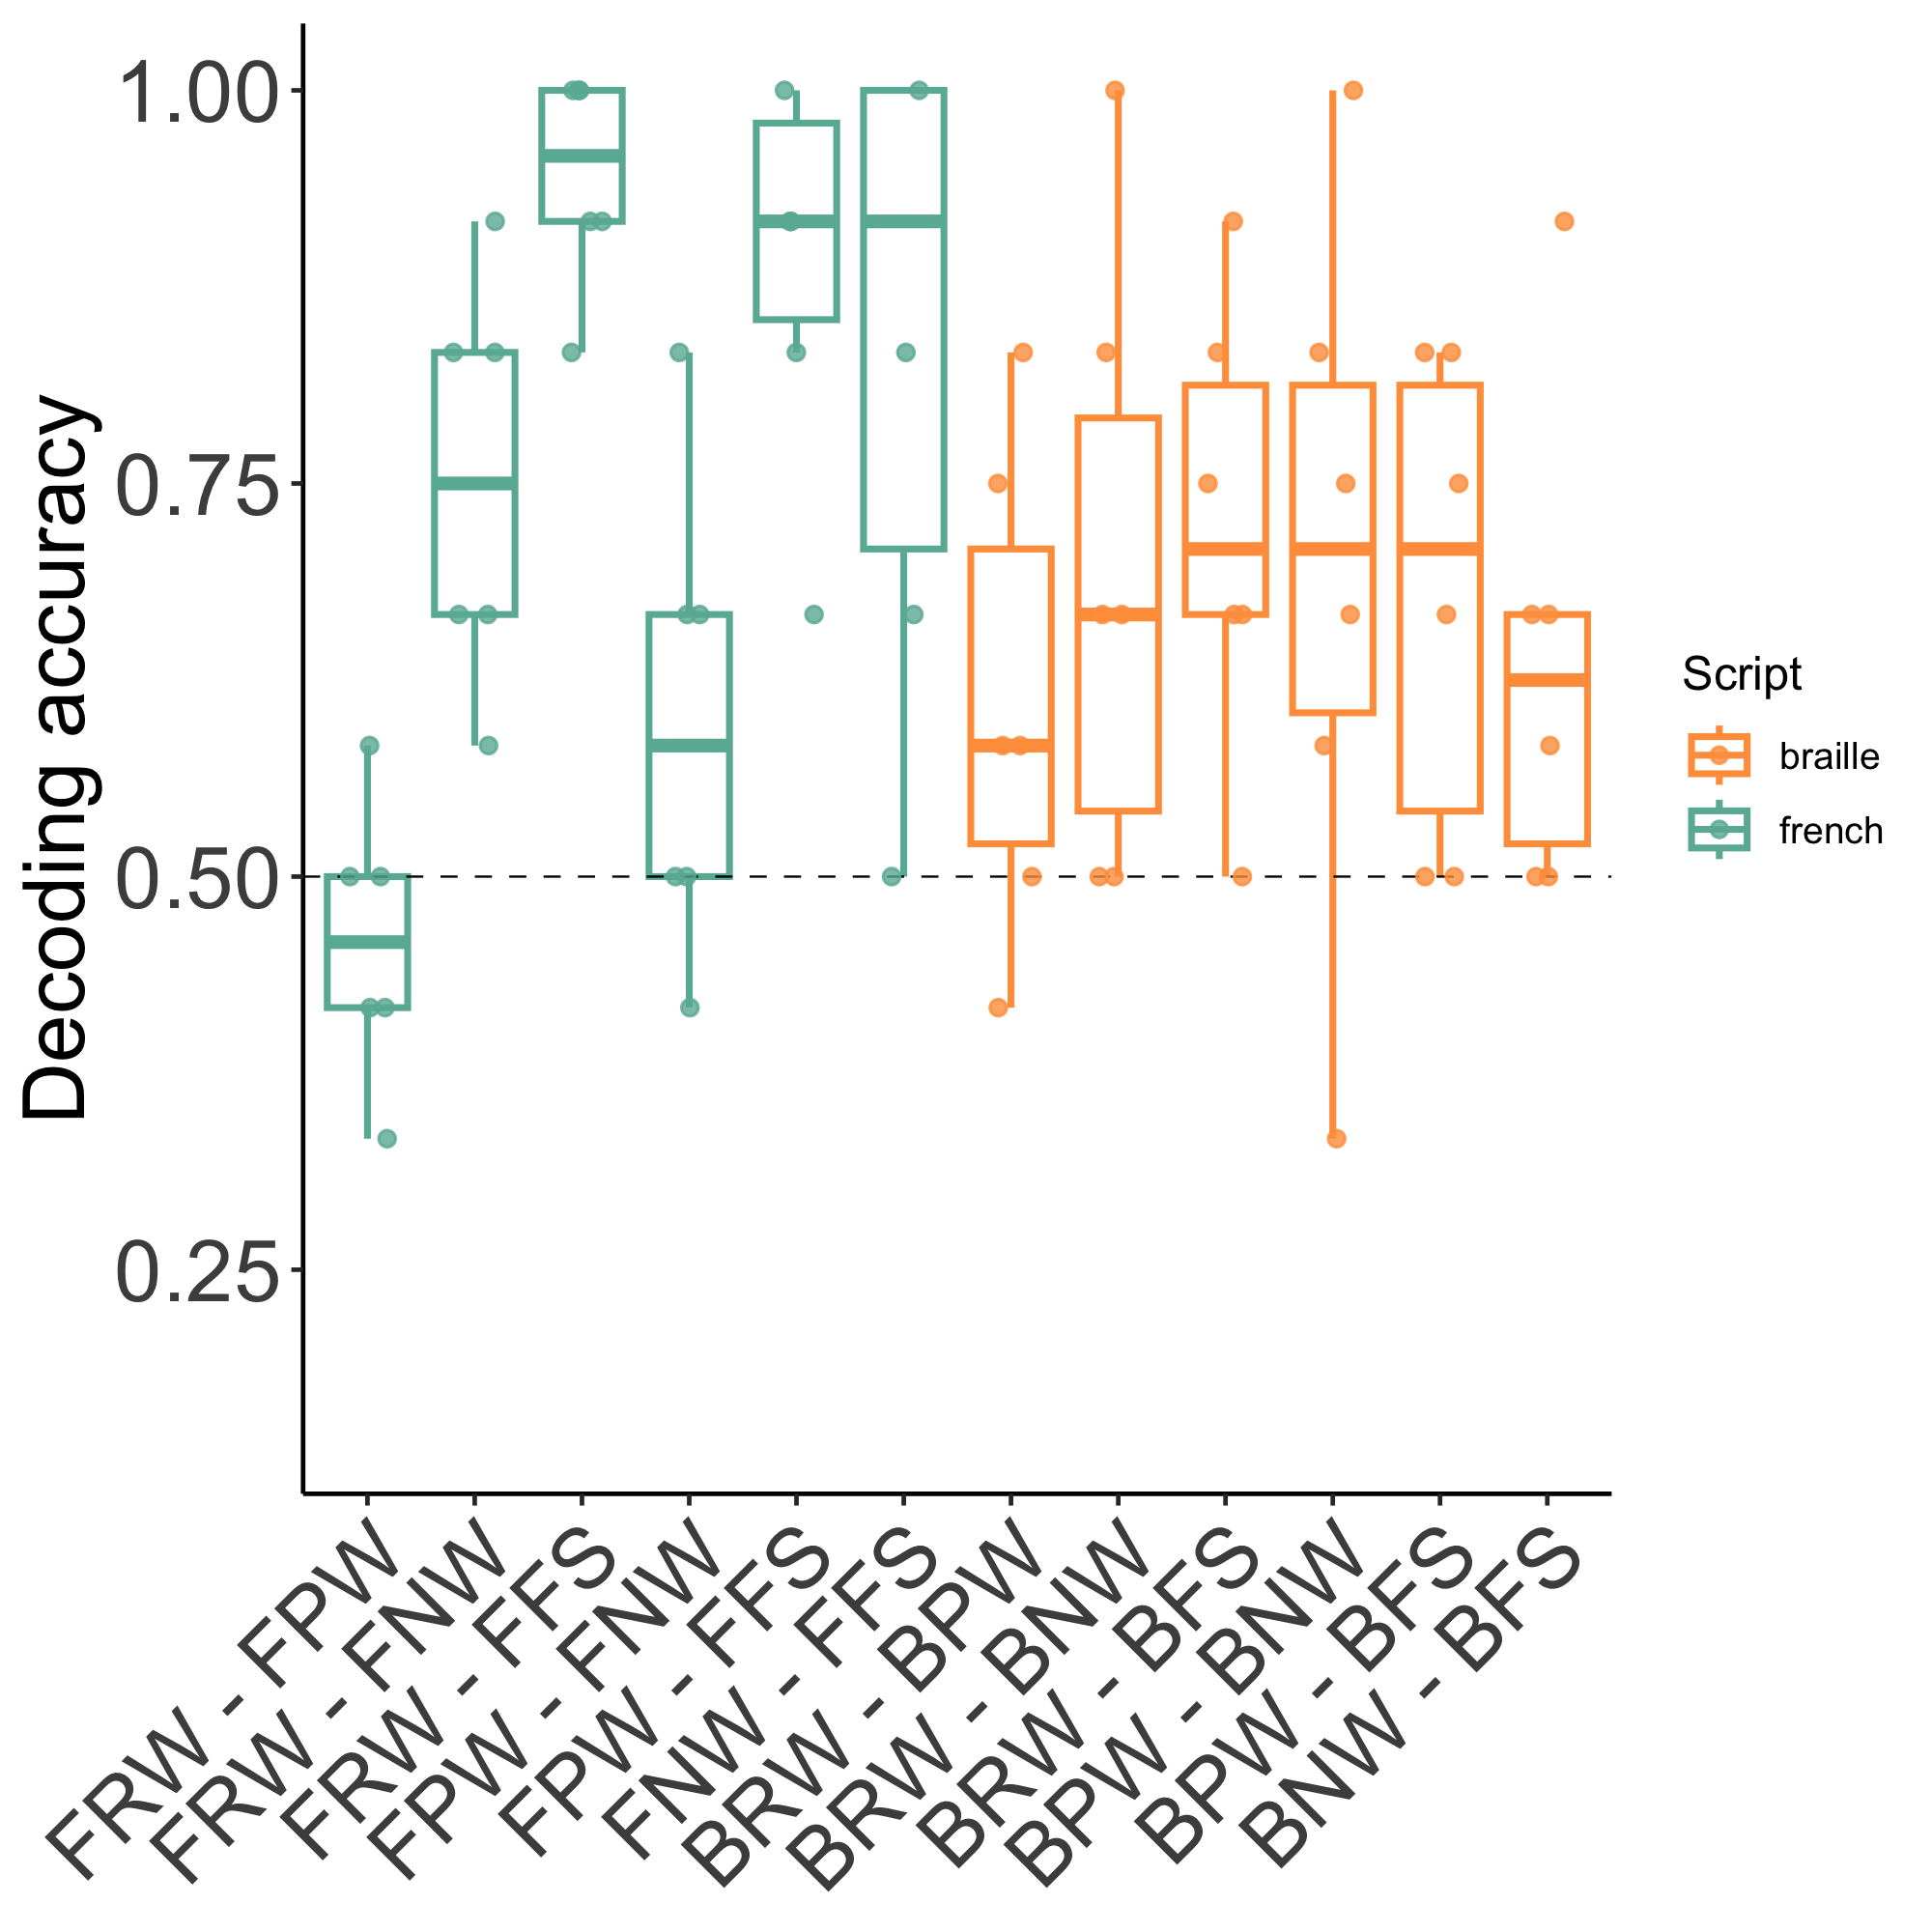 Decoding accuracy
1.00
0.75
0.50
0.25
FRW - FPW
FRW - FNW
FRW - FFS
FPW - FNW
FPW - FFS
FNW - FFS
BRW - BPW
BRW - BNW
BRW - BFS
BPW - BNW
BPW - BFS
BNW - BFS
Script
braille
french